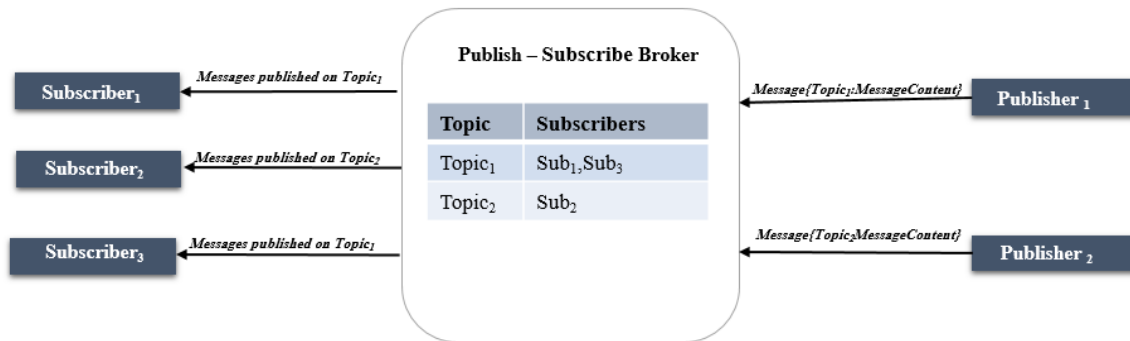 Publish – Subscribe Broker
Messages published on Topic₁
Subscriber₁
Messages published on Topic₂
Subscriber₂
Messages published on Topic₁
Subscriber₃
Topic Subscribers
Topic₁ Sub₁,Sub₃
Topic₂ Sub₂
Message{Topic₁:MessageContent}
Publisher ₁
Message{Topic₂MessageContent}
Publisher ₂